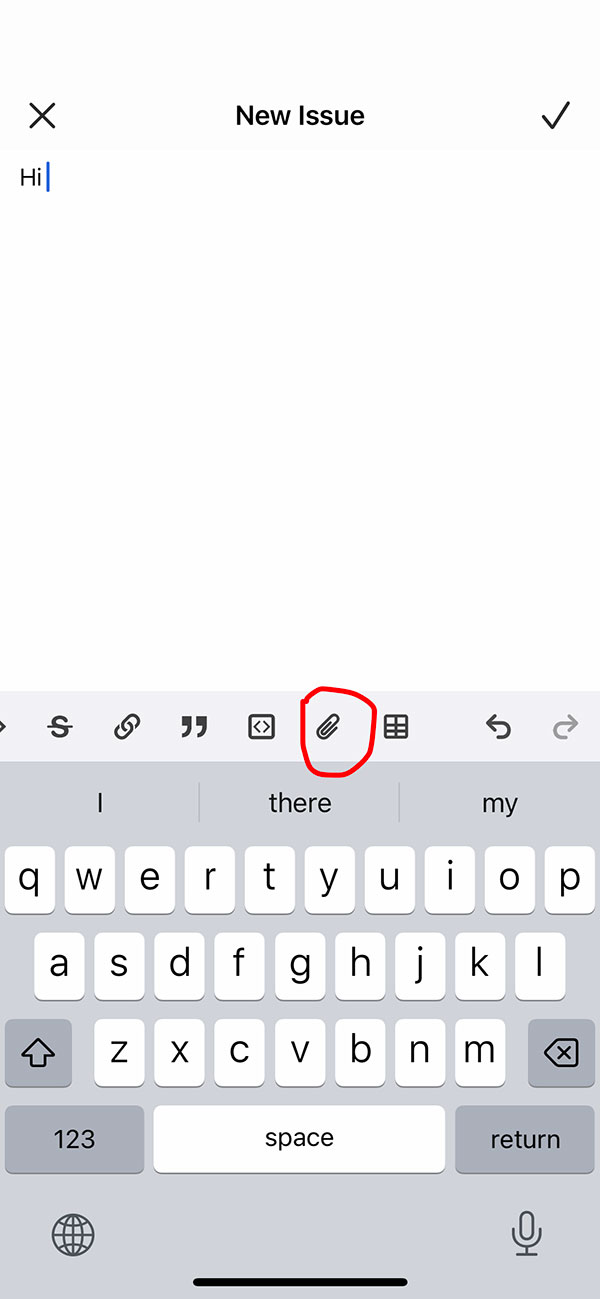 New Issue
Hi
I there my
q w e r t y u i o p
a s d f g h j k l
z x c v b n m
123 space return